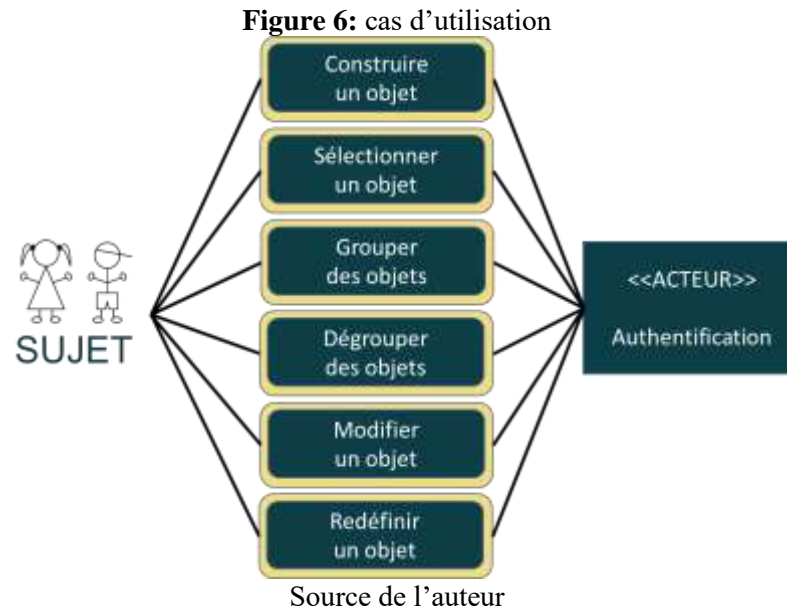 Figure 6: cas d’utilisation
Construire
un objet
Sélectionner
un objet
Grouper
des objets
Dégrouper
des objets
Modifier
un objet
Redéfinir
un objet
SUJET
<<ACTEUR>>
Authentification
Source de l’auteur